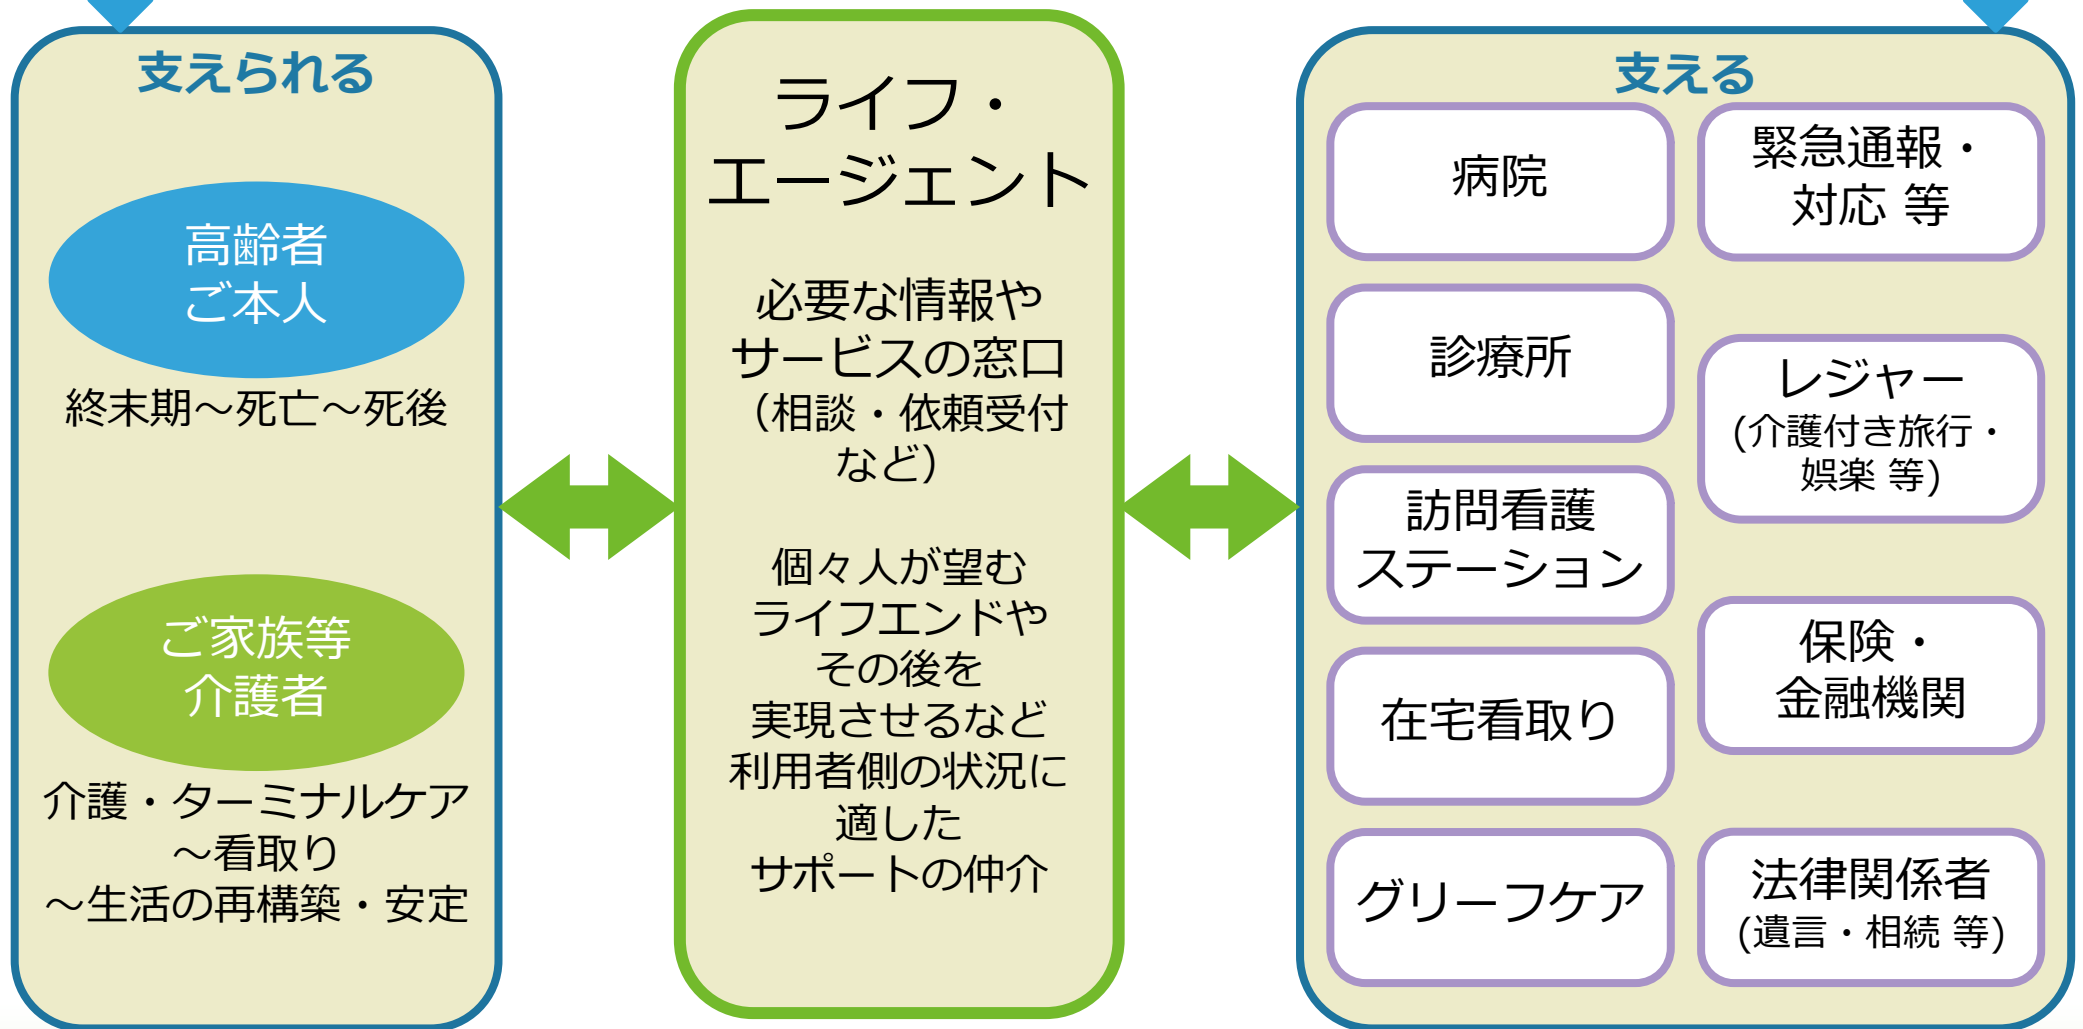 支えられる
高齢者
ご本人
終末期～死亡～死後
ご家族等
介護者
介護・ターミナルケア
～看取り
～生活の再構築・安定
ライフ・
エージェント
必要な情報や
サービスの窓口
（相談・依頼受付
など）
個々人が望む
ライフエンドや
その後を
実現させるなど
利用者側の状況に
適した
サポートの仲介
支える
病院
診療所
訪問看護
ステーション
在宅看取り
グリーフケア
緊急通報・
対応 等
レジャー
(介護付き旅行・
娯楽 等)
保険・
金融機関
法律関係者
(遺言・相続 等)